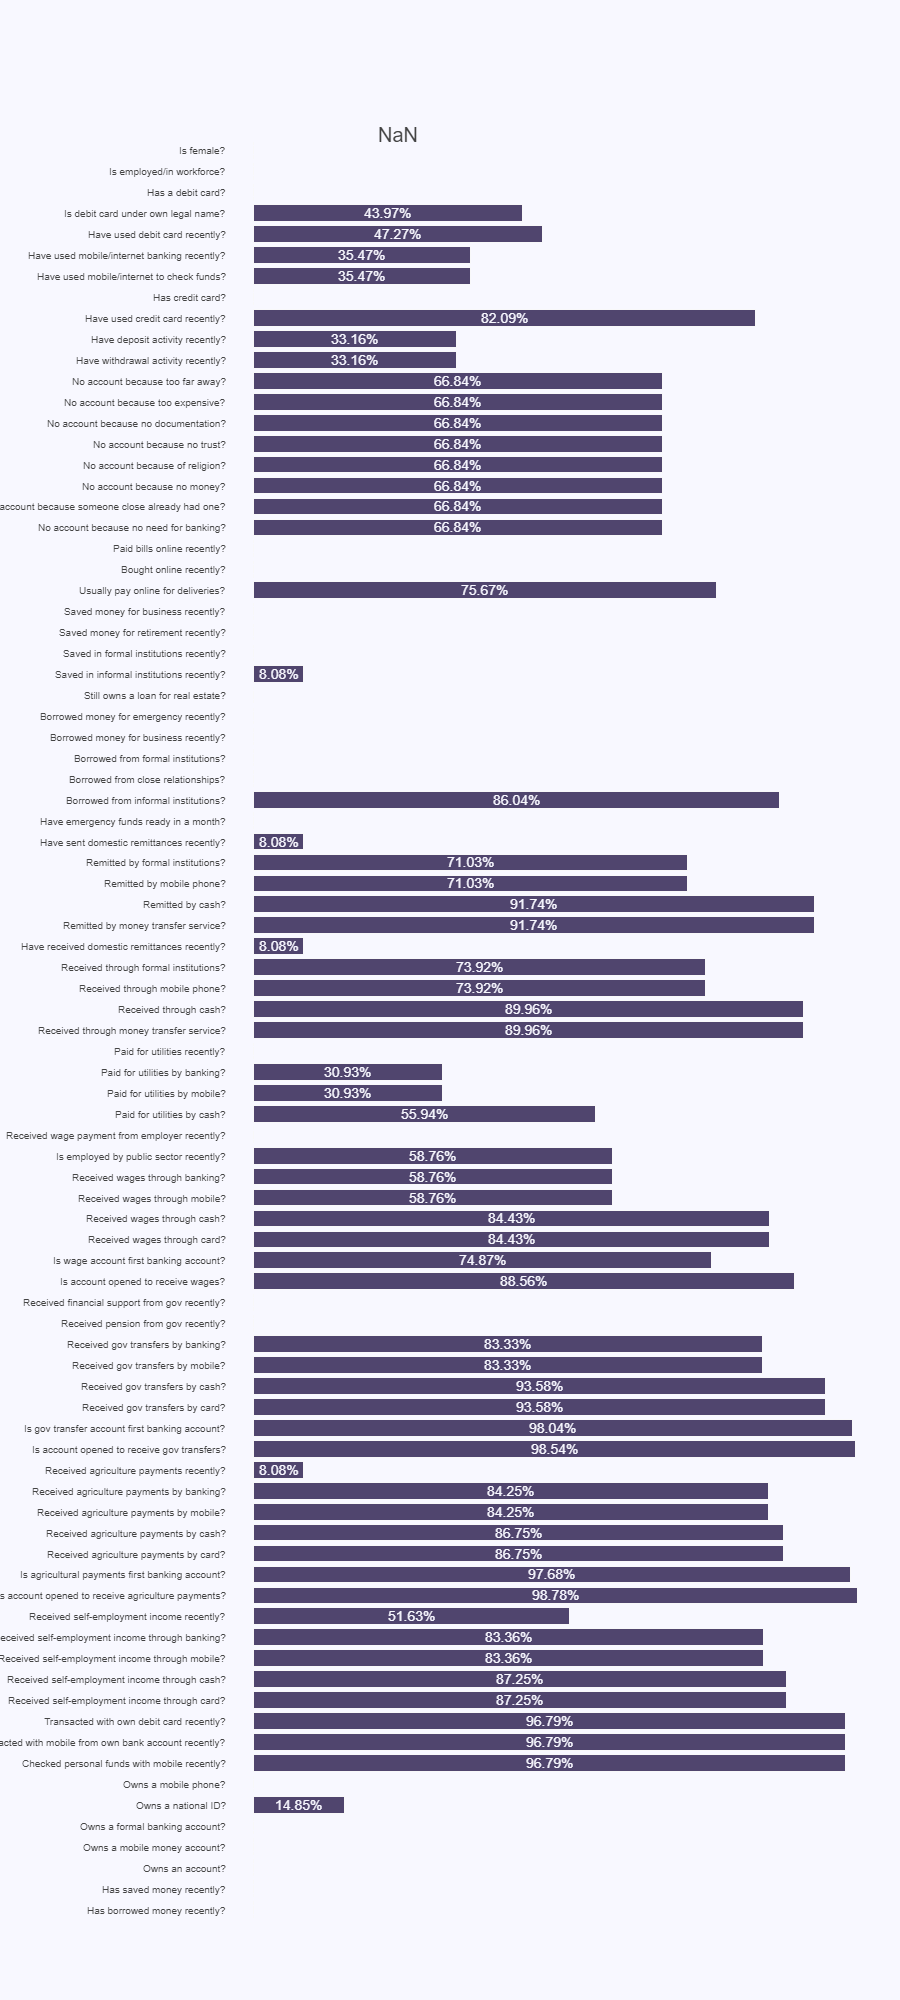 NaN
Is female?
Is employed/in workforce?
Has a debit card?
Is debit card under own legal name? 43.97%
Have used debit card recently? 47.27%
Have used mobile/internet banking recently? 35.47%
Have used mobile/internet to check funds? 35.47%
Has credit card?
Have used credit card recently? 82.09%
Have deposit activity recently? 33.16%
Have withdrawal activity recently? 33.16%
No account because too far away? 66.84%
No account because too expensive? 66.84%
No account because no documentation? 66.84%
No account because no trust? 66.84%
No account because of religion? 66.84%
No account because no money? 66.84%
account because someone close already had one? 66.84%
No account because no need for banking? 66.84%
Paid bills online recently?
Bought online recently?
Usually pay online for deliveries? 75.67%
Saved money for business recently?
Saved money for retirement recently?
Saved in formal institutions recently?
Saved in informal institutions recently? 8.08%
Still owns a loan for real estate?
Borrowed money for emergency recently?
Borrowed money for business recently?
Borrowed from formal institutions?
Borrowed from close relationships?
Borrowed from informal institutions? 86.04%
Have emergency funds ready in a month?
Have sent domestic remittances recently? 8.08%
Remitted by formal institutions? 71.03%
Remitted by mobile phone? 71.03%
Remitted by cash? 91.74%
Remitted by money transfer service? 91.74%
Have received domestic remittances recently? 8.08%
Received through formal institutions? 73.92%
Received through mobile phone? 73.92%
Received through cash? 89.96%
Received through money transfer service? 89.96%
Paid for utilities recently?
Paid for utilities by banking? 30.93%
Paid for utilities by mobile? 30.93%
Paid for utilities by cash? 55.94%
Received wage payment from employer recently?
Is employed by public sector recently? 58.76%
Received wages through banking? 58.76%
Received wages through mobile? 58.76%
Received wages through cash? 84.43%
Received wages through card? 84.43%
Is wage account first banking account? 74.87%
Is account opened to receive wages? 88.56%
Received financial support from gov recently?
Received pension from gov recently?
Received gov transfers by banking? 83.33%
Received gov transfers by mobile? 83.33%
Received gov transfers by cash? 93.58%
Received gov transfers by card? 93.58%
Is gov transfer account first banking account? 98.04%
Is account opened to receive gov transfers? 98.54%
Received agriculture payments recently? 8.08%
Received agriculture payments by banking? 84.25%
Received agriculture payments by mobile? 84.25%
Received agriculture payments by cash? 86.75%
Received agriculture payments by card? 86.75%
Is agricultural payments first banking account? 97.68%
s account opened to receive agriculture payments? 98.78%
Received self-employment income recently? 51.63%
eceived self-employment income through banking? 83.36%
Received self-employment income through mobile? 83.36%
Received self-employment income through cash? 87.25%
Received self-employment income through card? 87.25%
Transacted with own debit card recently? 96.79%
acted with mobile from own bank account recently? 96.79%
Checked personal funds with mobile recently? 96.79%
Owns a mobile phone?
Owns a national ID? 14.85%
Owns a formal banking account?
Owns a mobile money account?
Owns an account?
Has saved money recently?
Has borrowed money recently?